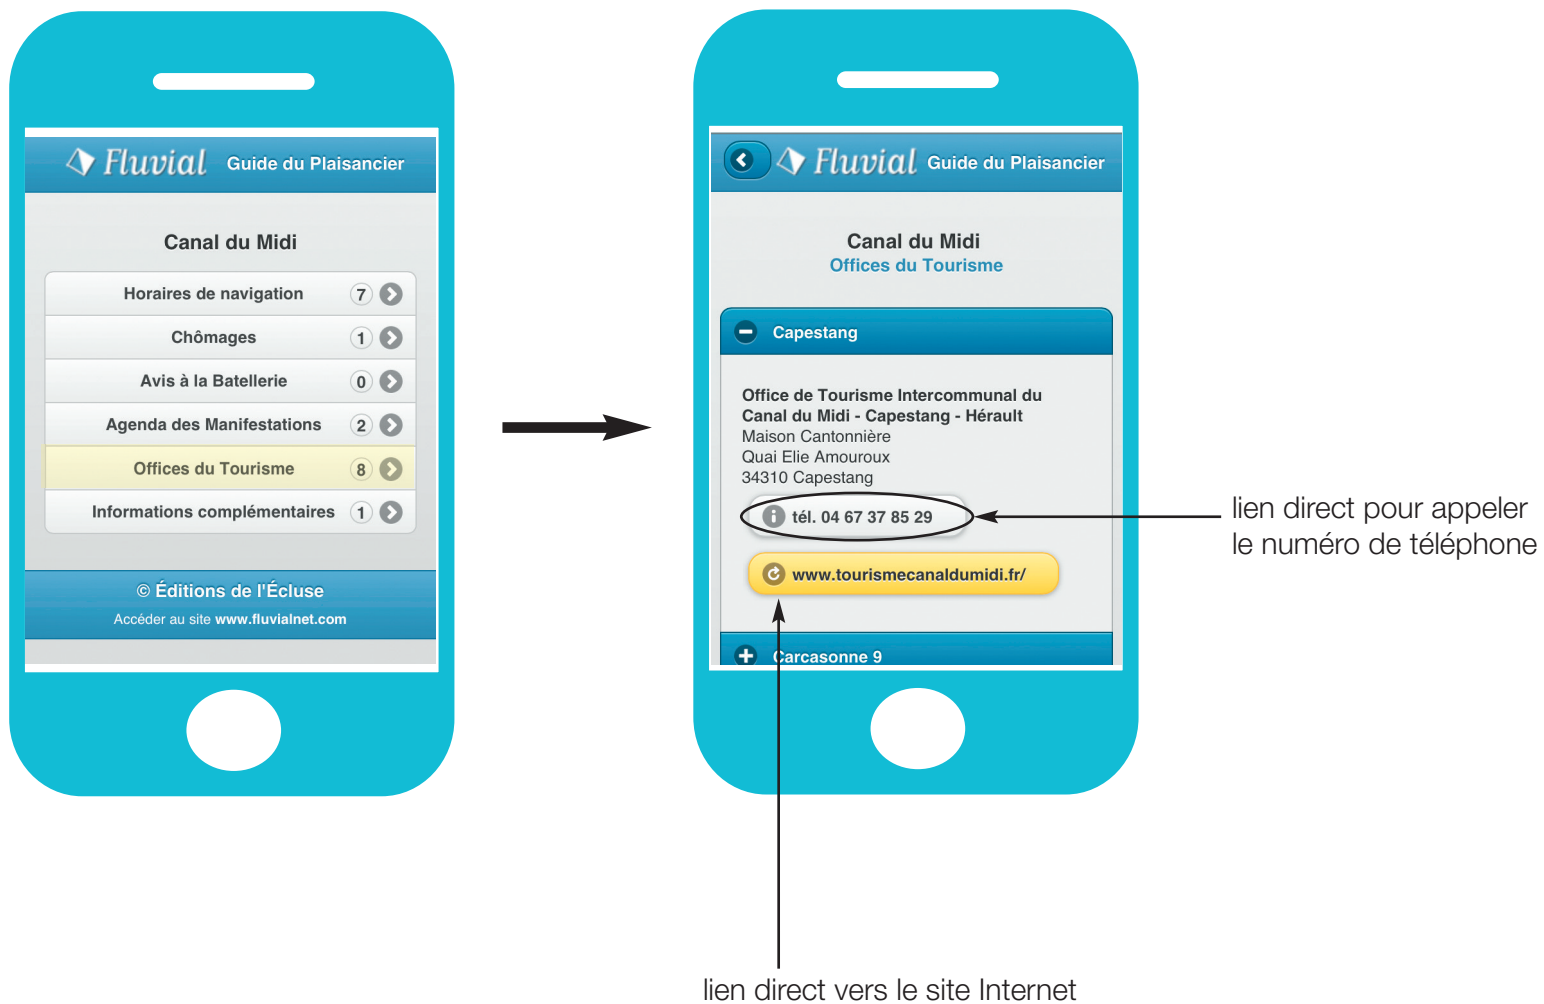 Fluvial Guide du Plaisancier
Canal du Midi
Horaires de navigation 7
Chômages 1
Avis à la Batellerie 0
Agenda des Manifestations 2
Offices du Tourisme 8
Informations complémentaires 1
© Éditions de l'Écluse
Accéder au site www.fluvialnet.com
Fluvial Guide du Plaisancier
Canal du Midi
Offices du Tourisme
Capestang
Office de Tourisme Intercommunal du
Canal du Midi - Capestang - Hérault
Maison Cantonnière
Quai Elie Amouroux
34310 Capestang
tél. 04 67 37 85 29
www.tourismecanaldumidi.fr/
Carcasonne 9
lien direct pour appeler
le numéro de téléphone
lien direct vers le site Internet